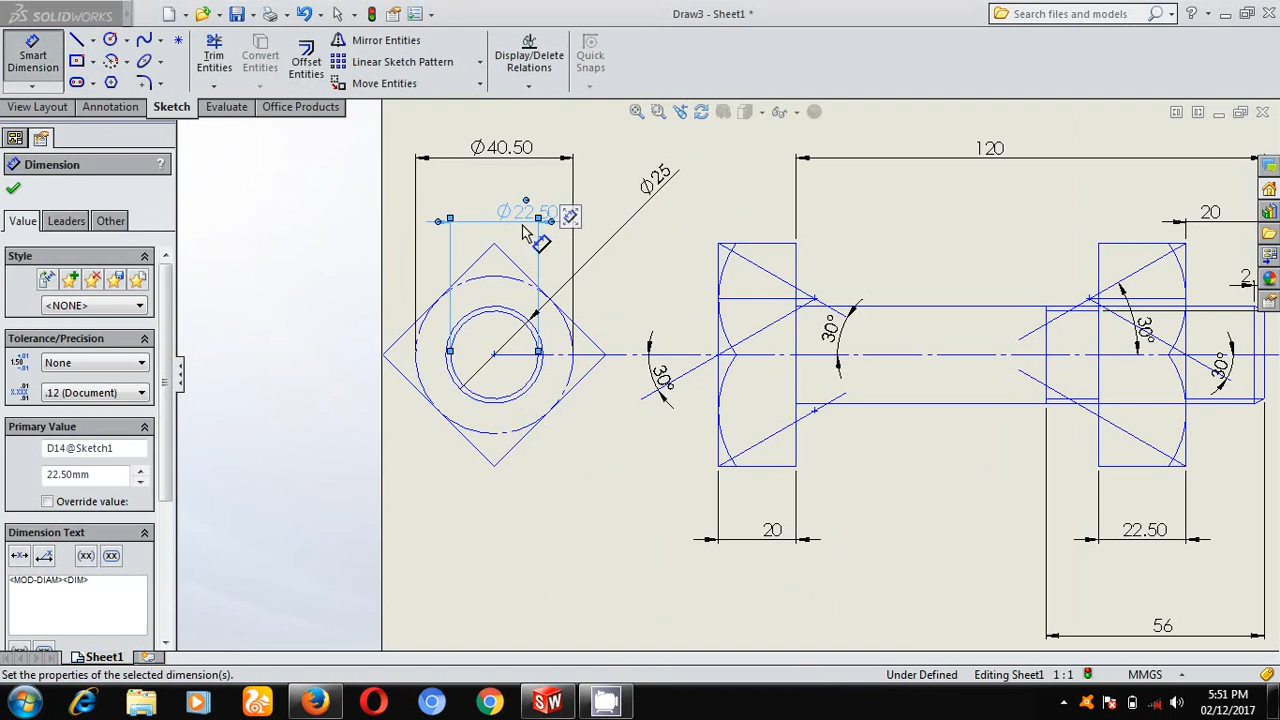 SOLIDWORKS
Draw3 - Sheet1 *
Search files and models
Smart
Dimension
Trim
Entities
Convert
Entities
Offset
Entities
Mirror Entities
Linear Sketch Pattern
Move Entities
Display/Delete
Relations
Quick
Snaps
View Layout
Annotation
Sketch
Evaluate
Office Products
Dimension
?
Value
Leaders
Other
Style
<NONE>
Tolerance/Precision
None
.12 (Document)
Primary Value
D14@Sketch1
22.50mm
Override value:
Dimension Text
<MOD-DIAM><DIM>
Ø40.50
Ø22.50
Ø25
120
20
2
30°
30°
30°
30°
20
22.50
56
Sheet1
Set the properties of the selected dimension(s).
Under Defined
Editing Sheet1
1 : 1
MMGS
5:51 PM
02/12/2017